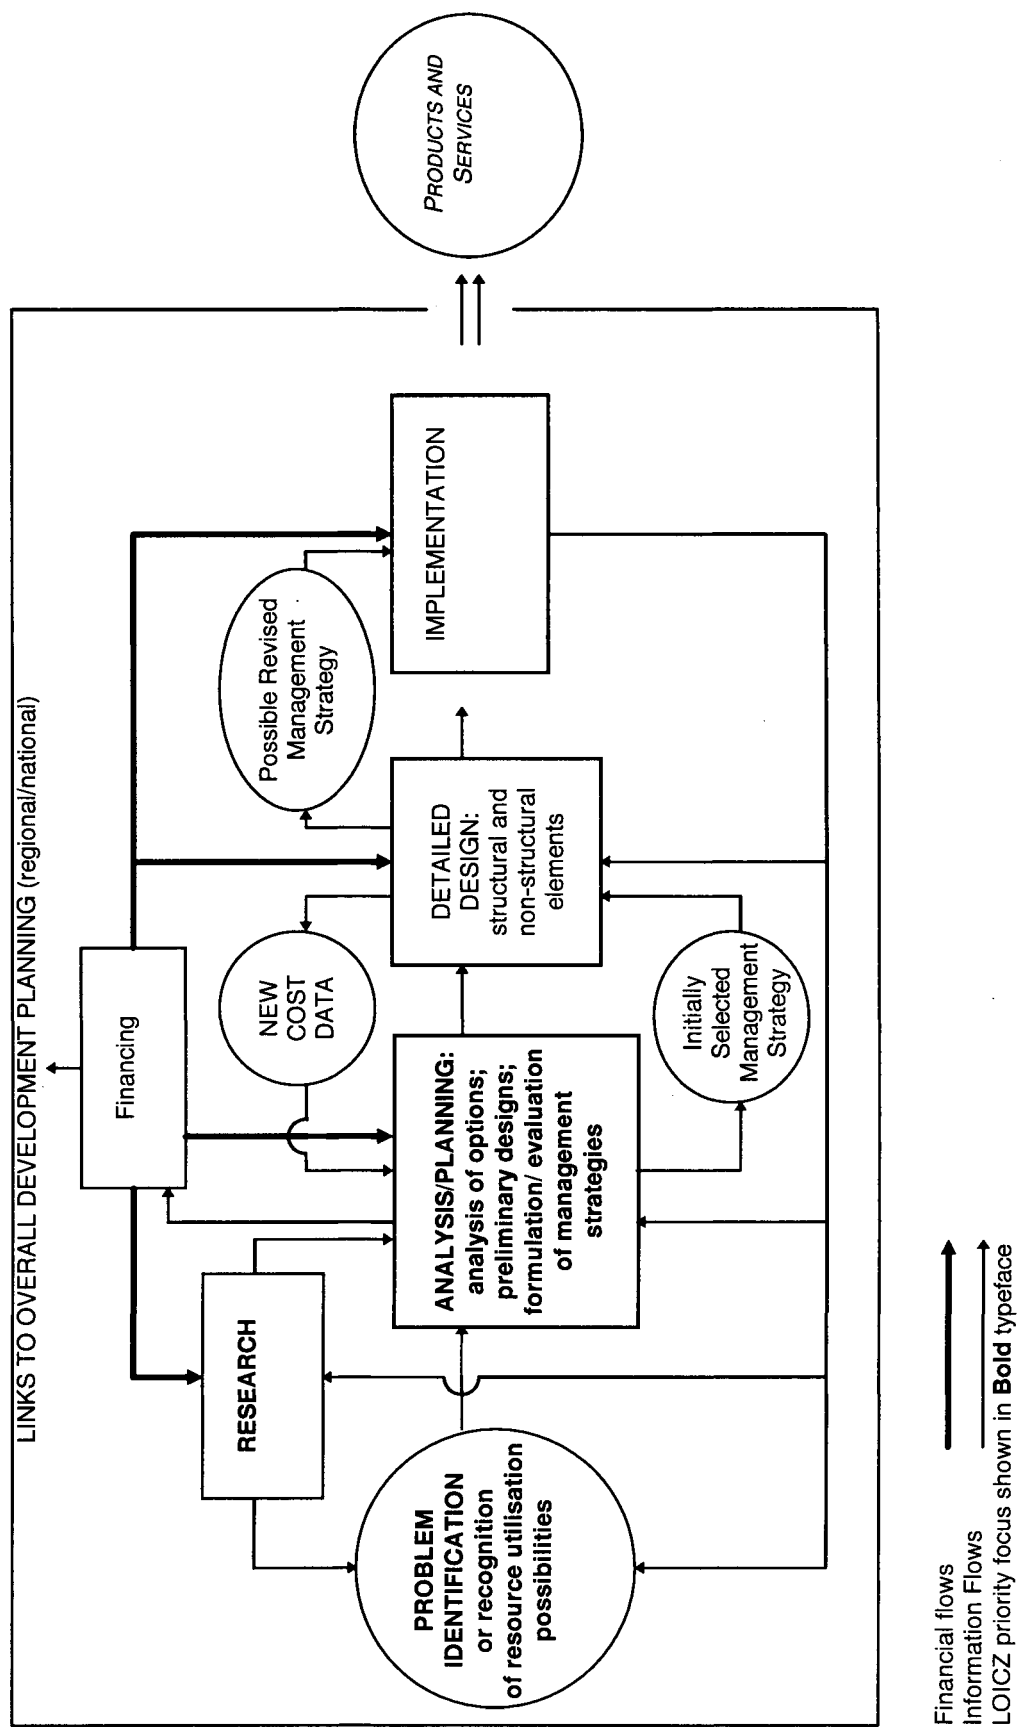 LINKS TO OVERALL DEVELOPMENT PLANNING (regional/national)
Financing
RESEARCH
NEW
COST
DATA
Possible Revised
Management
Strategy
PROBLEM
IDENTIFICATION
or recognition
of resource utilisation
possibilities
ANALYSIS/PLANNING:
analysis of options;
preliminary designs;
formulation/ evaluation
of management
strategies
DETAILED
DESIGN:
structural and
non-structural
elements
IMPLEMENTATION
PRODUCTS AND
SERVICES
Initially
Selected
Management
Strategy
Financial flows
Information Flows
LOICZ priority focus shown in Bold typeface